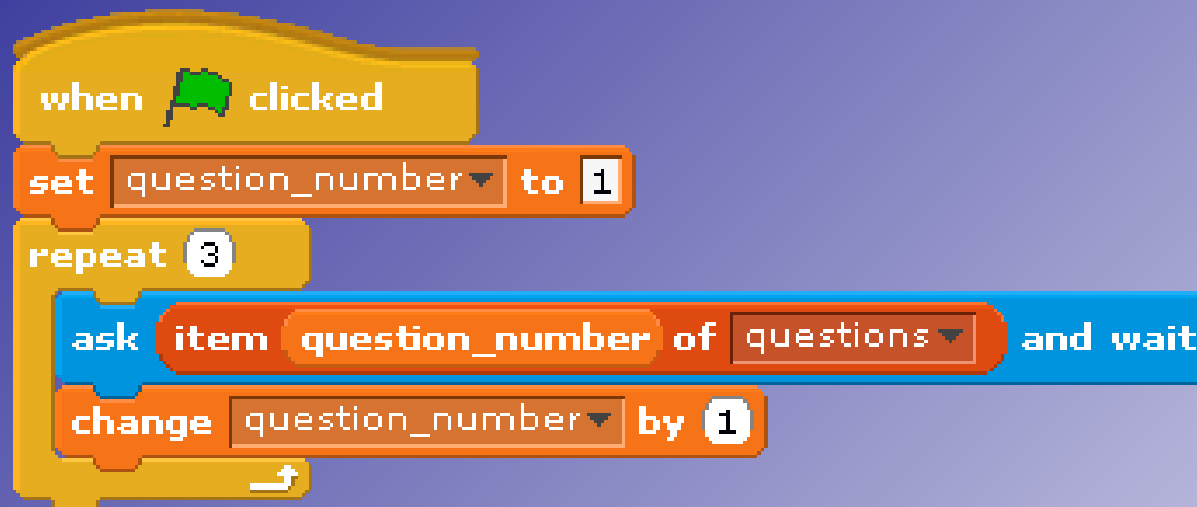 when clicked
set question_number to 1
repeat 3
ask item question_number of questions and wait
change question_number by 1